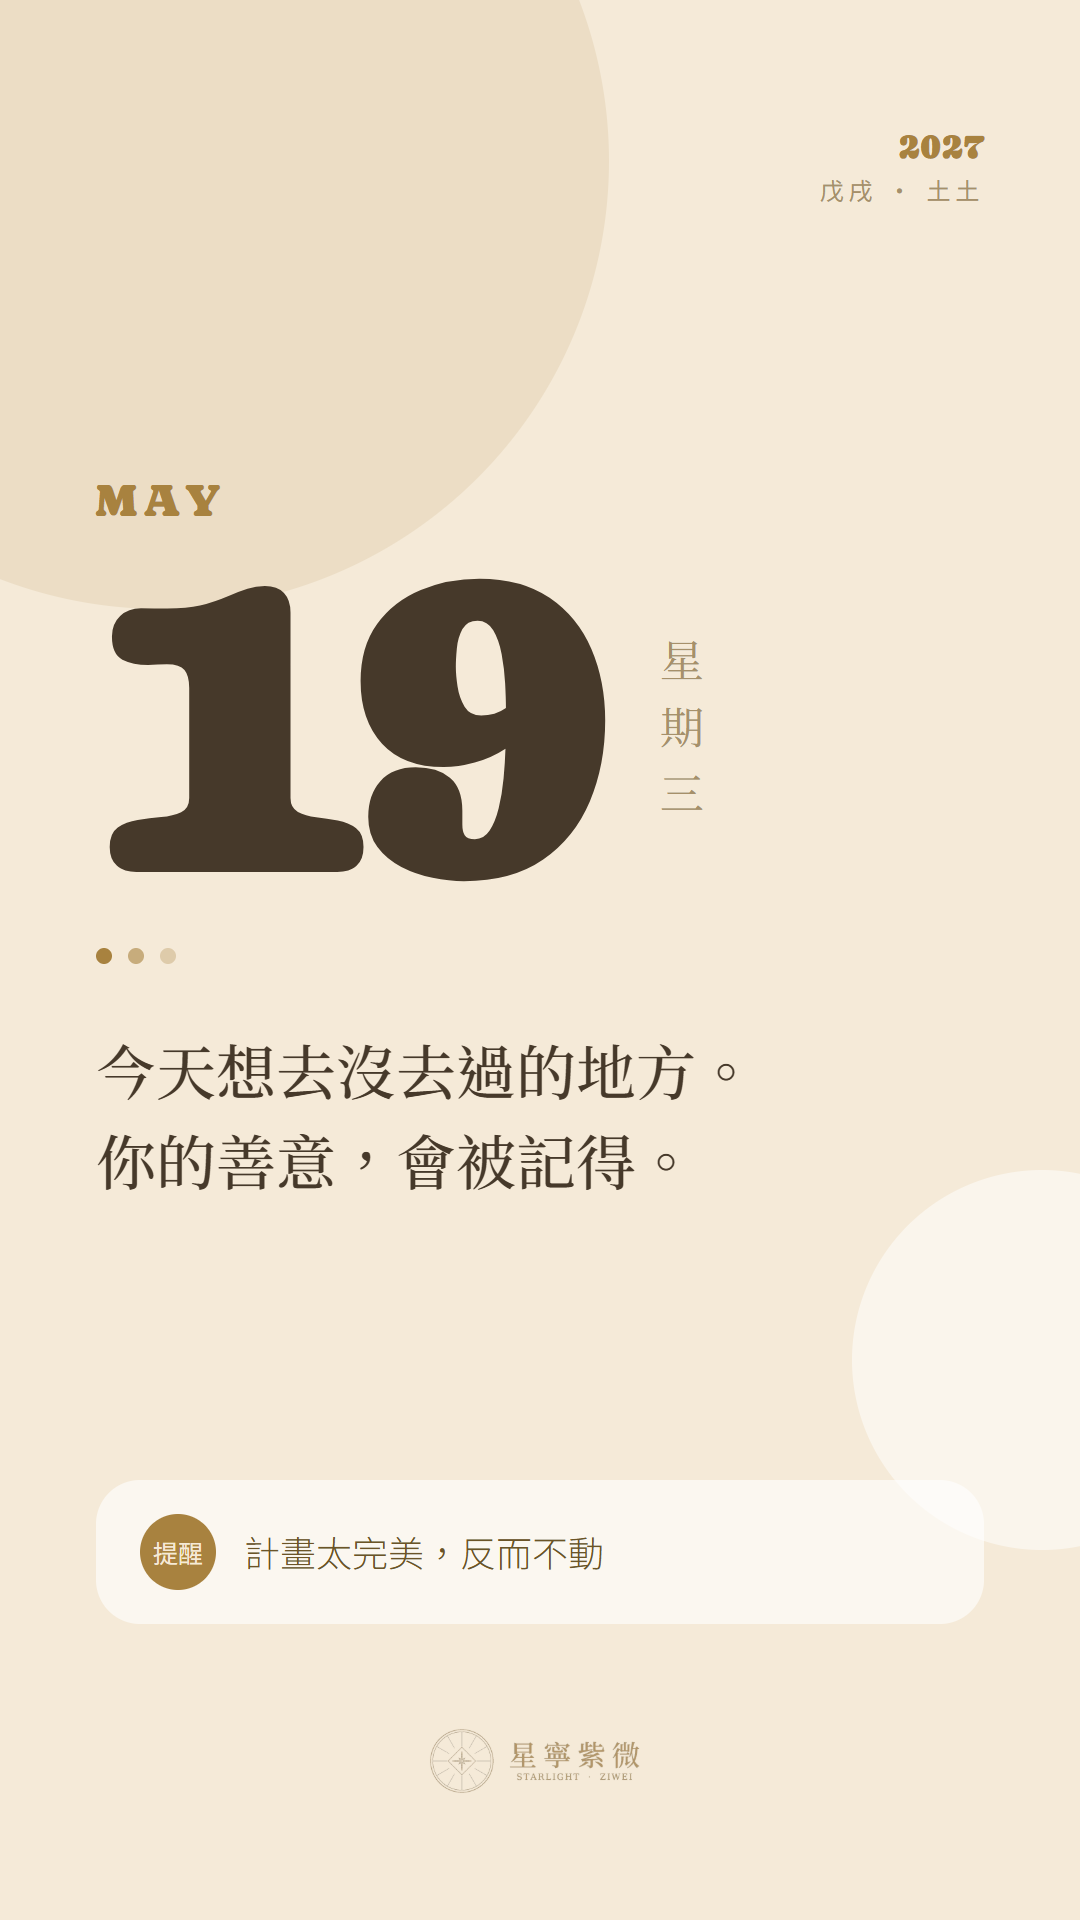 2027
戊戌 · 土土
MAY
19
星期三
今天想去沒去過的地方。
你的善意，會被記得。
提醒
計畫太完美，反而不動
星寧紫微
STARLIGHT · ZIWEI